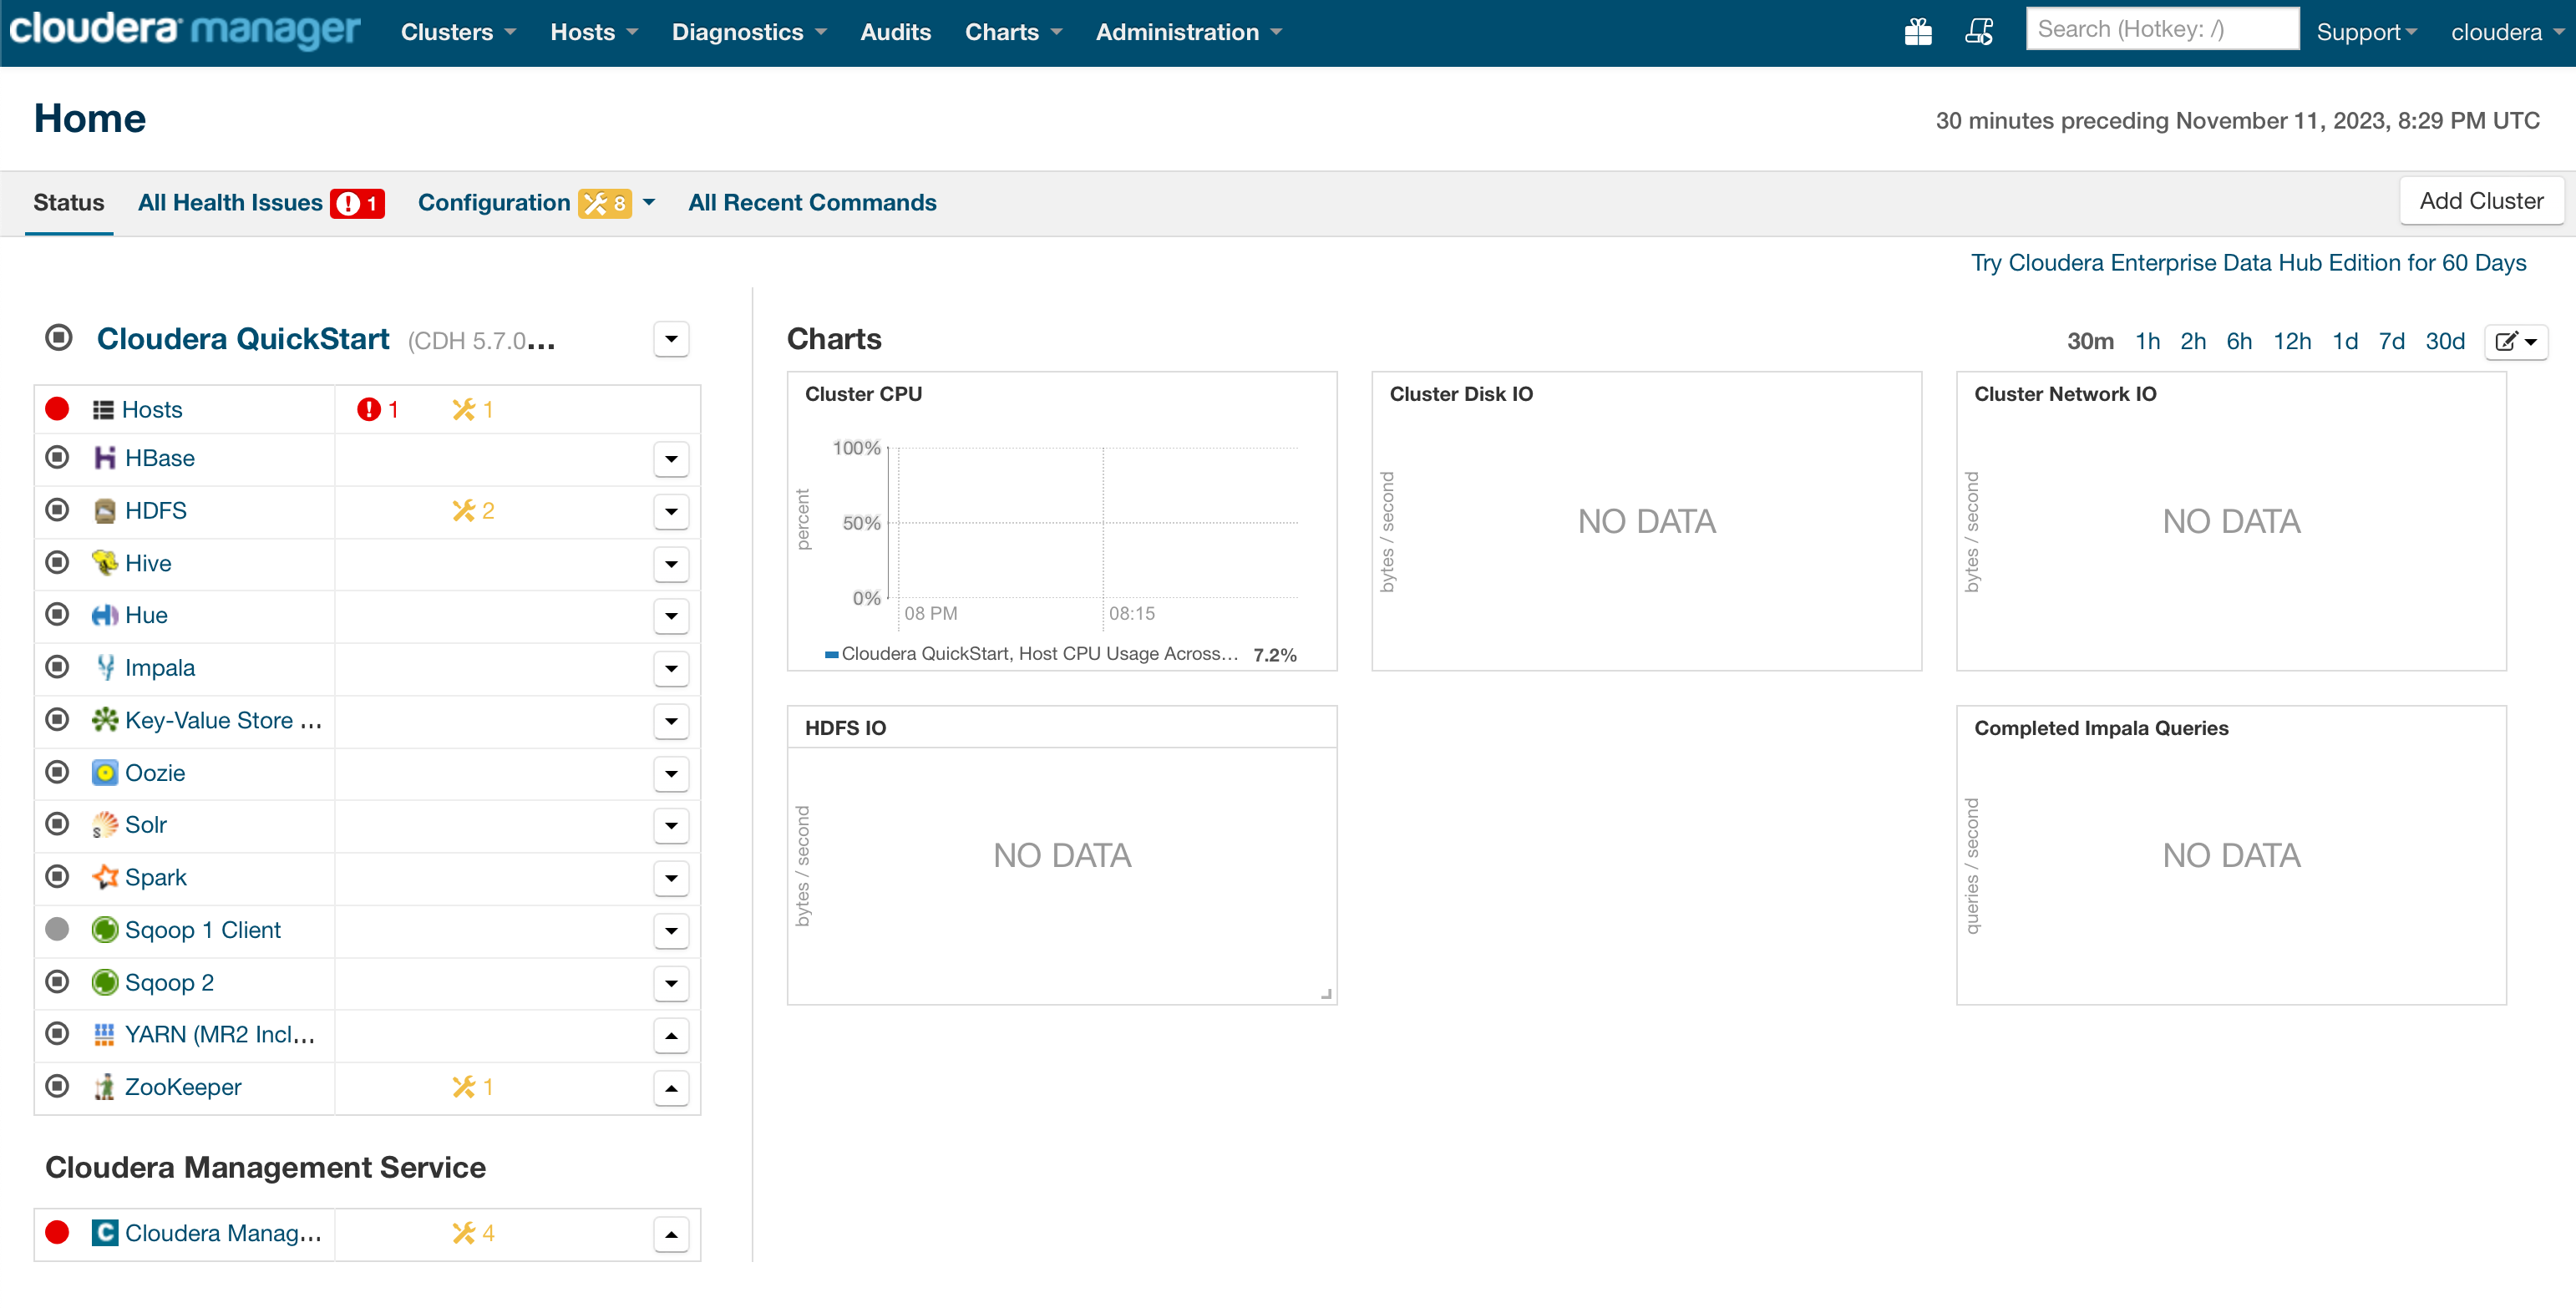 cloudera manager Clusters Hosts Diagnostics Audits Charts Administration Search (Hotkey: /) Support cloudera
Home
30 minutes preceding November 11, 2023, 8:29 PM UTC
Status All Health Issues 1 Configuration 8 All Recent Commands Add Cluster
Try Cloudera Enterprise Data Hub Edition for 60 Days
Cloudera QuickStart (CDH 5.7.0...
Hosts 1 1
HBase
HDFS 2
Hive
Hue
Impala
Key-Value Store ...
Oozie
Solr
Spark
Sqoop 1 Client
Sqoop 2
YARN (MR2 Incl...
ZooKeeper 1
Cloudera Management Service
C Cloudera Manag... 4
Charts
30m 1h 2h 6h 12h 1d 7d 30d
Cluster CPU
percent
100%
50%
0%
08 PM 08:15
Cloudera QuickStart, Host CPU Usage Across... 7.2%
Cluster Disk IO
bytes / second
NO DATA
Cluster Network IO
bytes / second
NO DATA
HDFS IO
bytes / second
NO DATA
Completed Impala Queries
queries / second
NO DATA